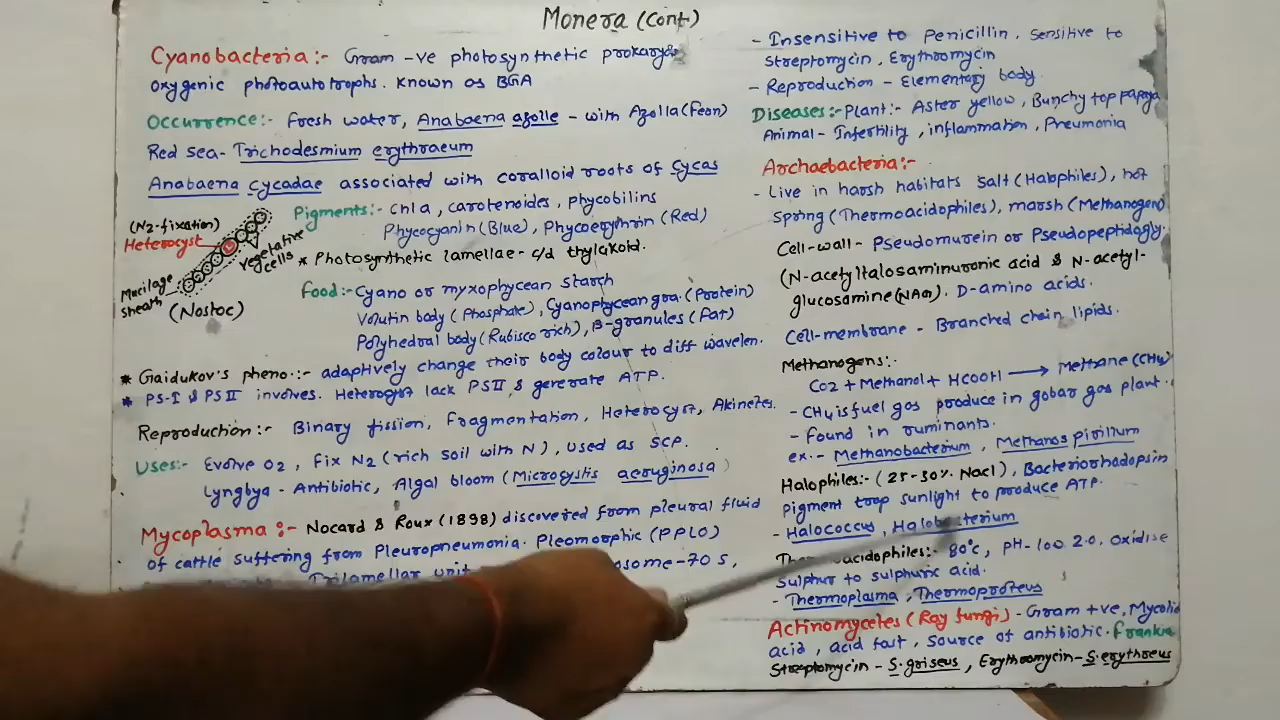 Monera (Cont)
Cyanobacteria:- Gram -ve photosynthetic
oxygenic photoautotrophs. Known as BGA
Occurrence:- Fresh water, Anabaena azolle - with Azolla (Fern)
Red sea- Trichodesmium erythraeum
Anabaena cycadae associated with coralloid roots of Cycas
(N2-fixation)
Heterocyst
vegetative
cells
Mucilage
sheath
(Nostoc)
Pigments:- chl a, carotenoides, phycobilins
Phycocyanin (Blue), Phycoerythrin (Red)
* Photosynthetic lamellae- c/d thylakoid.
Food:- Cyano or myxophycean starch
Volutin body (Phosphate), Cyanophycean gra. (Protein)
Polyhedral body (Rubisco rich), B-granules (Fat)
* Gaidukov's pheno.:- adaptively change their body colour to diff wavelen.
* PS-I & PS II involves. Heterocyst lack PS II & generate ATP.
Reproduction:- Binary fission, Fragmentation, Heterocyst, Akinetes.
Uses:- Evolve O2, Fix N2 (rich soil with N), used as SCP.
Lyngbya - Antibiotic, Algal bloom (Microcystis aeruginosa)
Mycoplasma:- Nocard & Roux (1898) discovered from pleural fluid
of cattle suffering from Pleuropneumonia. Pleomorphic (PPLO)
Trilamellar unit 70 s,
- Insensitive to Penicillin. Sensitive to
Streptomycin, Erythromycin
- Reproduction - Elementary body
Diseases:- Plant:- Aster yellow, Bunchy top papaya
Animal - Infertility, inflammation, Pneumonia
Archaebacteria:-
- Live in harsh habitats salt (Halophiles), hot
Spring (Thermoacidophiles), marsh (Methanogen)
Cell-wall - Pseudomurein or Pseudopeptidogly.
(N-acetyltalosaminuronic acid & N-acetyl-
glucosamine (NAG). D-amino acids.
Cell-membrane - Branched chain lipids.
Methanogens:-
CO2 + Methanol + HCOOH → Methane (CH4)
- CH4 is fuel gas produce in gobar gas plant.
- Found in ruminants.
ex.- Methanobacterium, Methanospirillium
Halophiles:- (25-30% NaCl), Bacteriorhadopsin
pigment trap sunlight to produce ATP.
- Halococcus, Halobacterium
80°c, PH-100 2.0, Oxidise
sulphur to sulphuric acid.
- Thermoplasma, Thermoproteus
Actinomycetes (Ray fungi) - Gram +ve, Mycolic
acid, acid fast, source of antibiotic. Frankia
Streptomycin - S. griseus, Erythromycin- S. erythreus